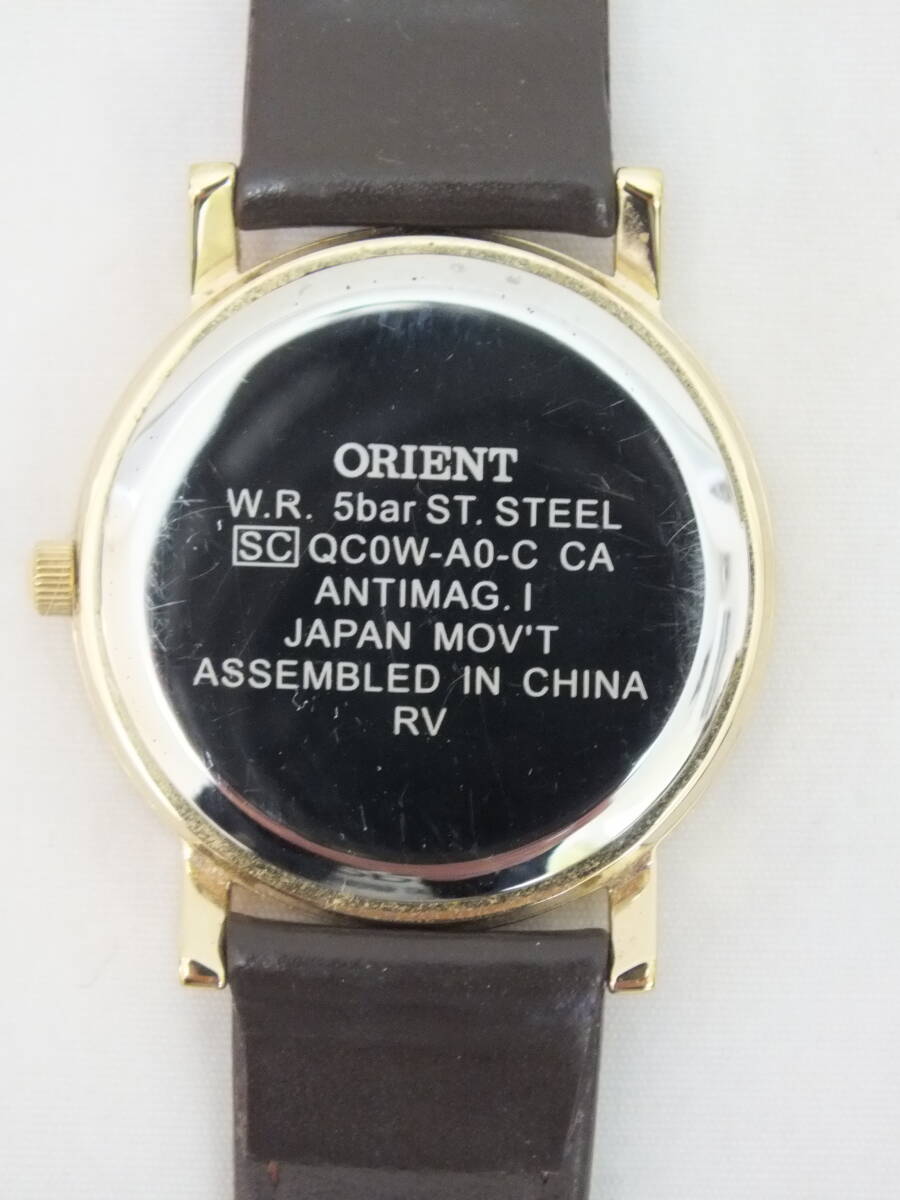 ORIENT
W.R. 5bar ST. STEEL
SC QC0W-A0-C CA
ANTIMAG. I
JAPAN MOV'T
ASSEMBLED IN CHINA
RV